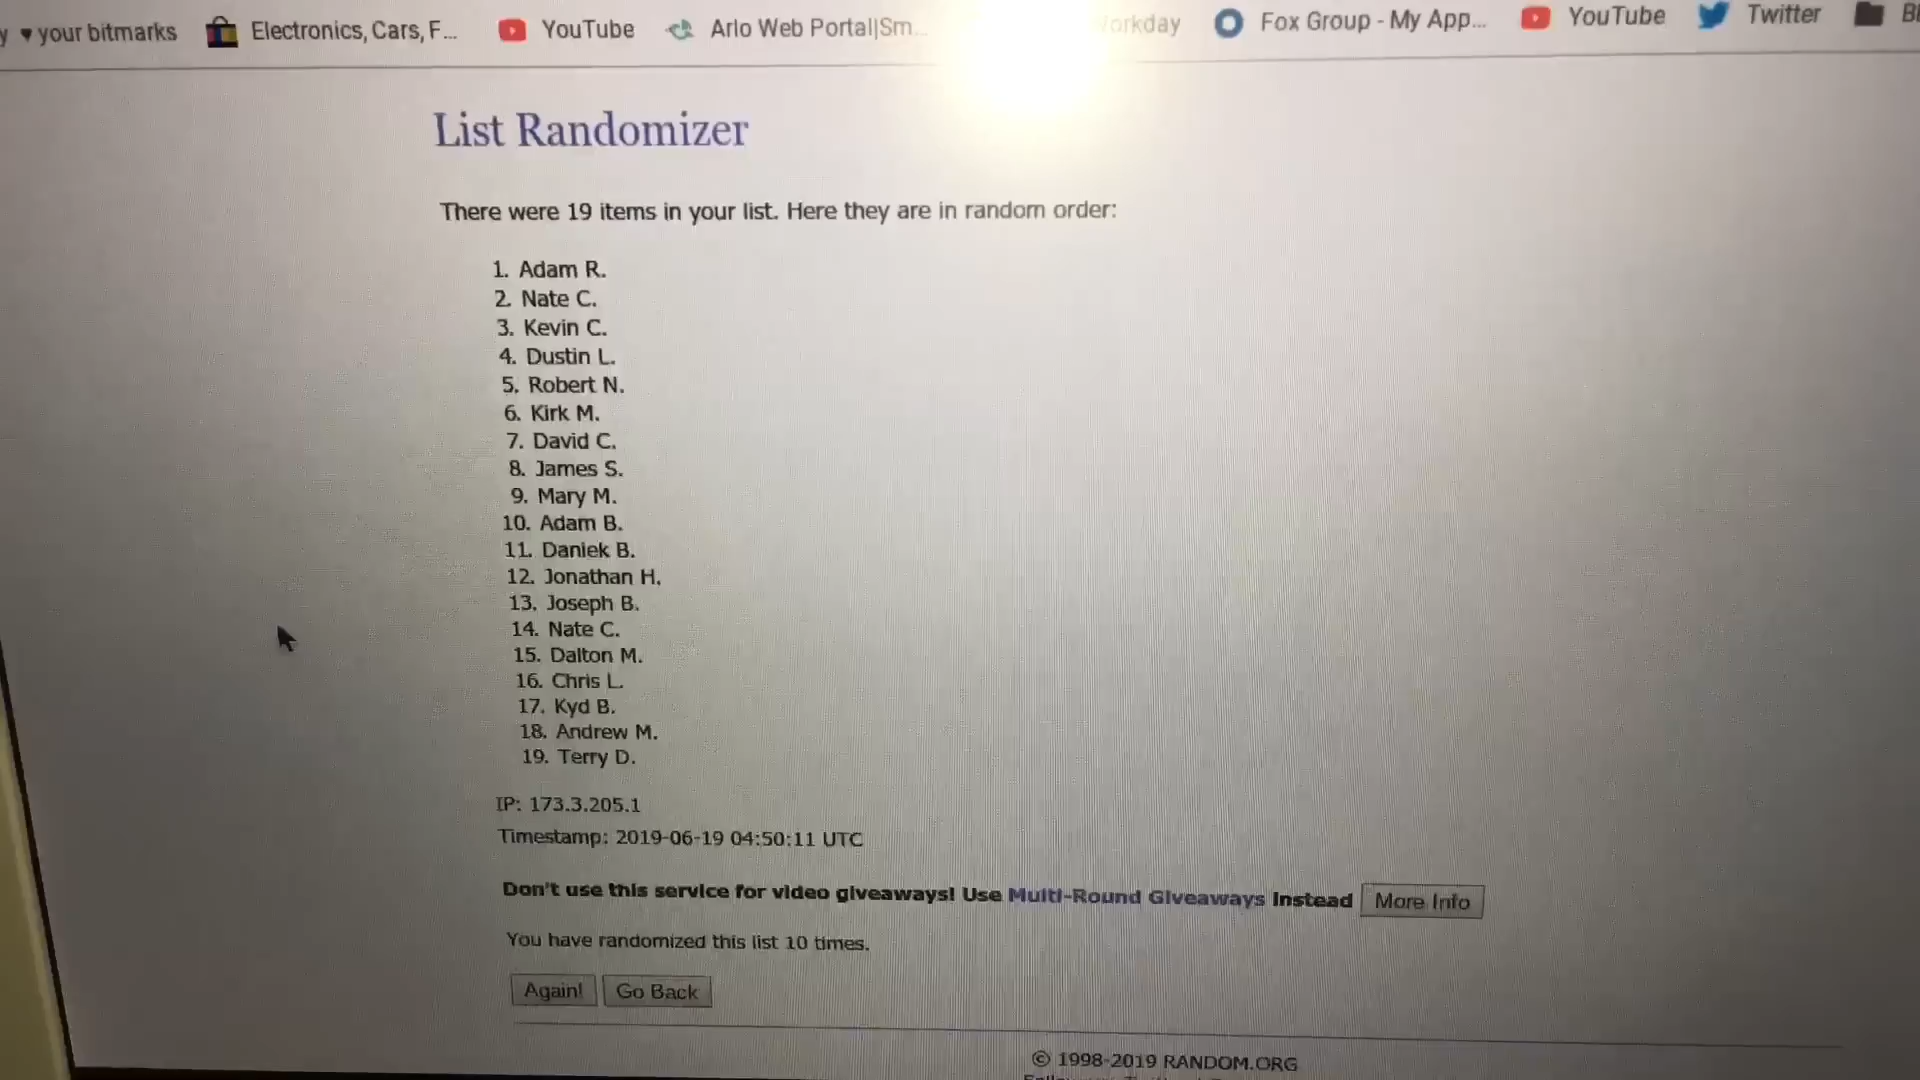 y ♥ your bitmarks Electronics, Cars, F... YouTube Arlo Web Portal|Sm... orkday Fox Group - My App... YouTube Twitter
List Randomizer
There were 19 items in your list. Here they are in random order:
1. Adam R.
2. Nate C.
3. Kevin C.
4. Dustin L.
5. Robert N.
6. Kirk M.
7. David C.
8. James S.
9. Mary M.
10. Adam B.
11. Daniek B.
12. Jonathan H.
13. Joseph B.
14. Nate C.
15. Dalton M.
16. Chris L.
17. Kyd B.
18. Andrew M.
19. Terry D.
IP: 173.3.205.1
Timestamp: 2019-06-19 04:50:11 UTC
Don't use this service for video giveaways! Use Multi-Round Giveaways instead More Info
You have randomized this list 10 times.
Again! Go Back
© 1998-2019 RANDOM.ORG